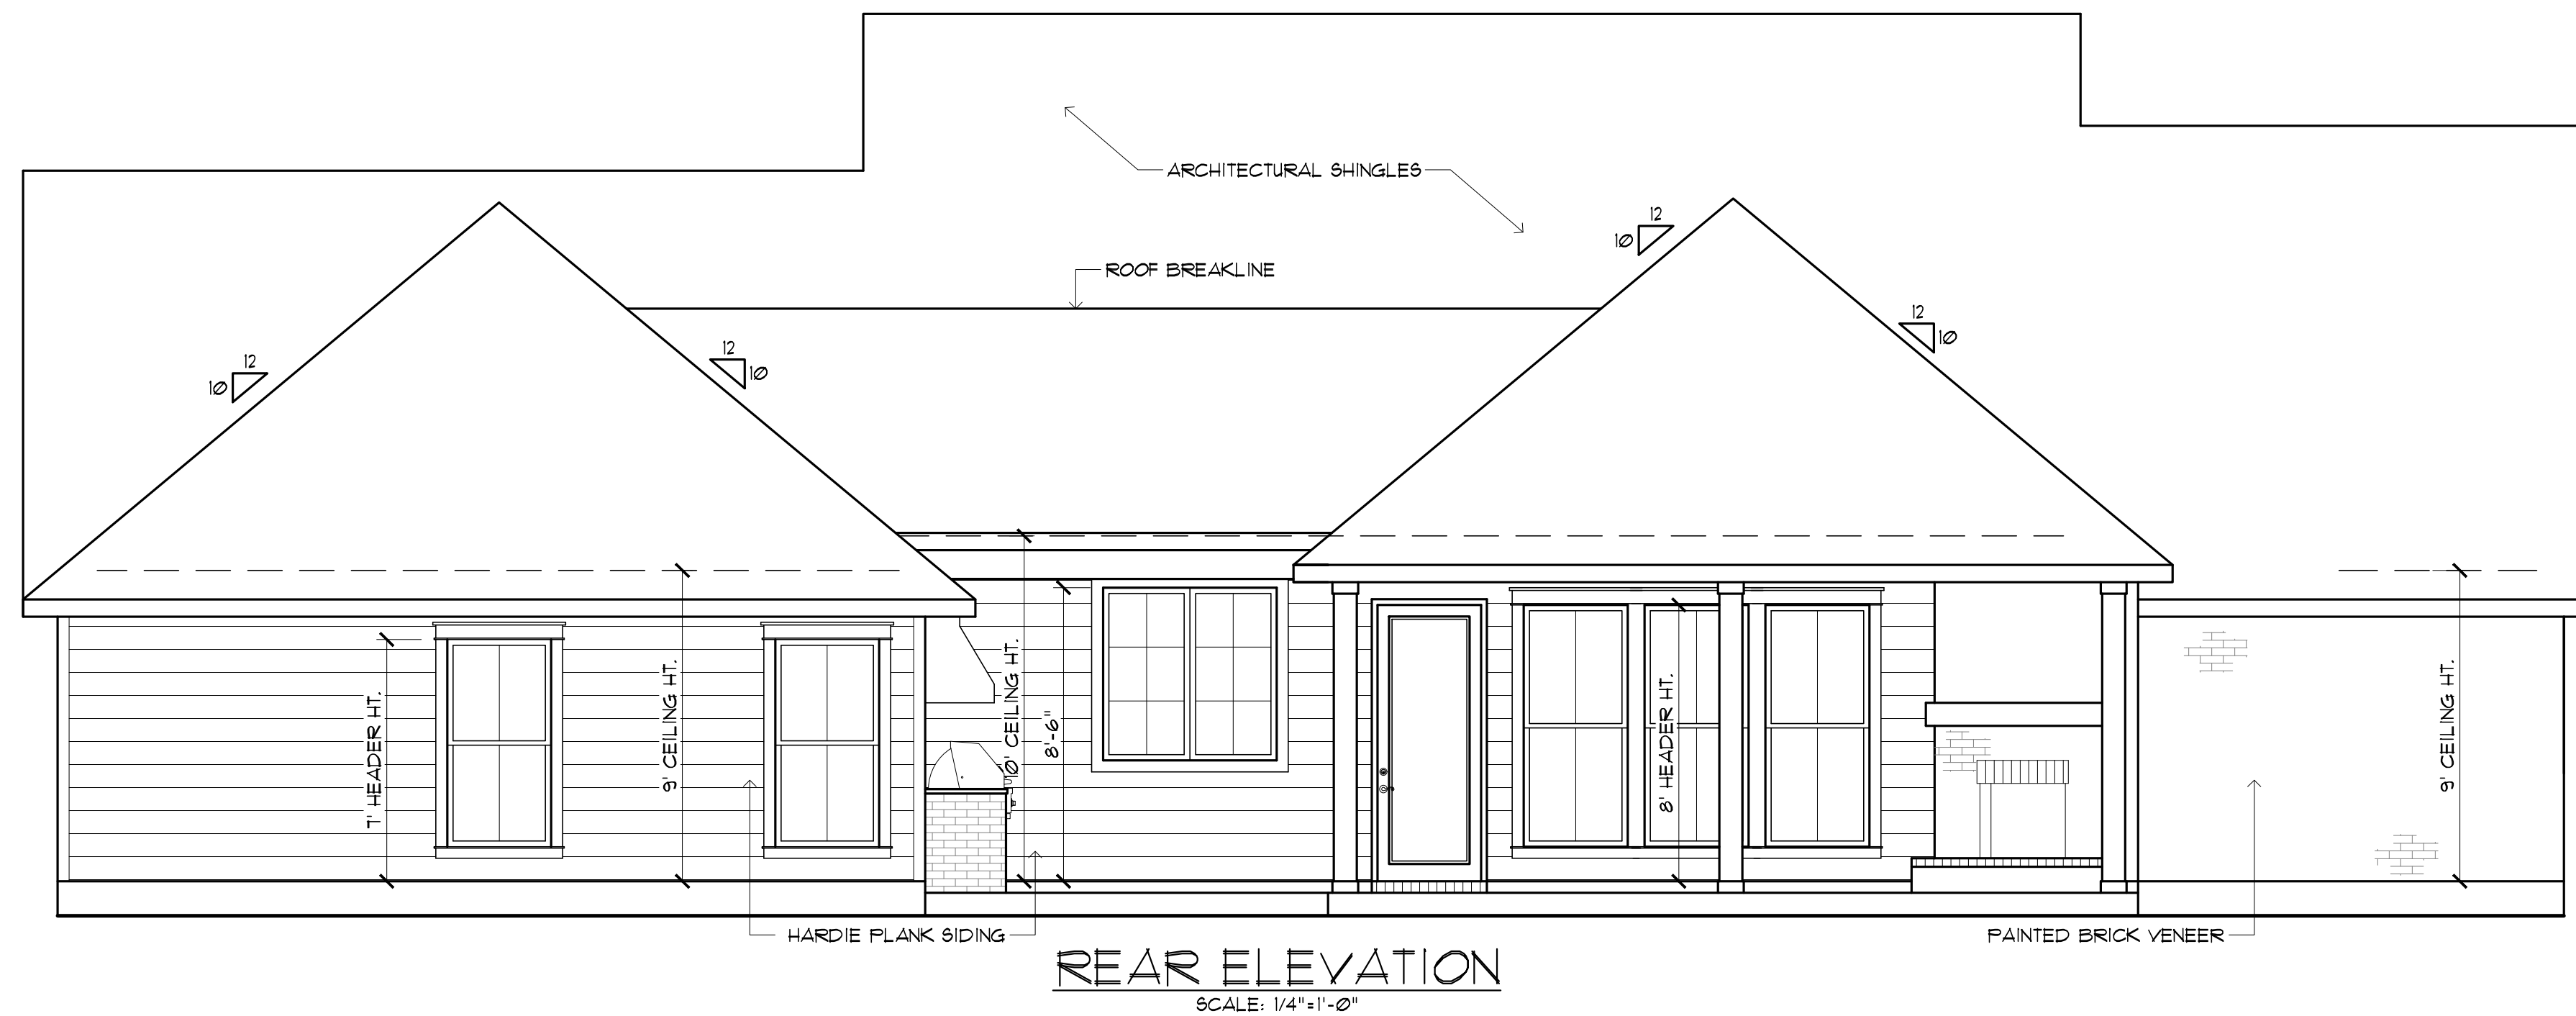 ARCHITECTURAL SHINGLES
12
10
ROOF BREAKLINE
12
10
12
10
12
10
7' HEADER HT.
9' CEILING HT.
10' CEILING HT.
8'-6"
8' HEADER HT.
9' CEILING HT.
HARDIE PLANK SIDING
PAINTED BRICK VENEER
REAR ELEVATION
SCALE: 1/4"=1'-0"